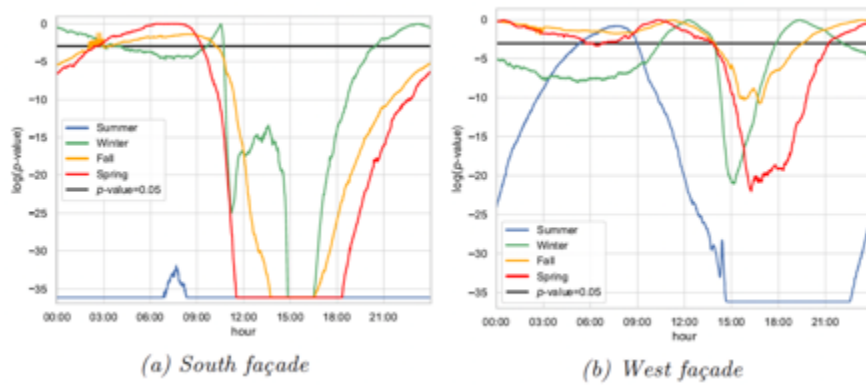 0
−5
−10
−15
−20
−25
−30
−35
log(p-value)
Summer
Winter
Fall
Spring
p-value=0.05
00:00 03:00 06:00 09:00 12:00 15:00 18:00 21:00
hour
(a) South façade
0
−5
−10
−15
−20
−25
−30
−35
log(p-value)
Summer
Winter
Fall
Spring
p-value=0.05
00:00 03:00 06:00 09:00 12:00 15:00 18:00 21:00
hour
(b) West façade